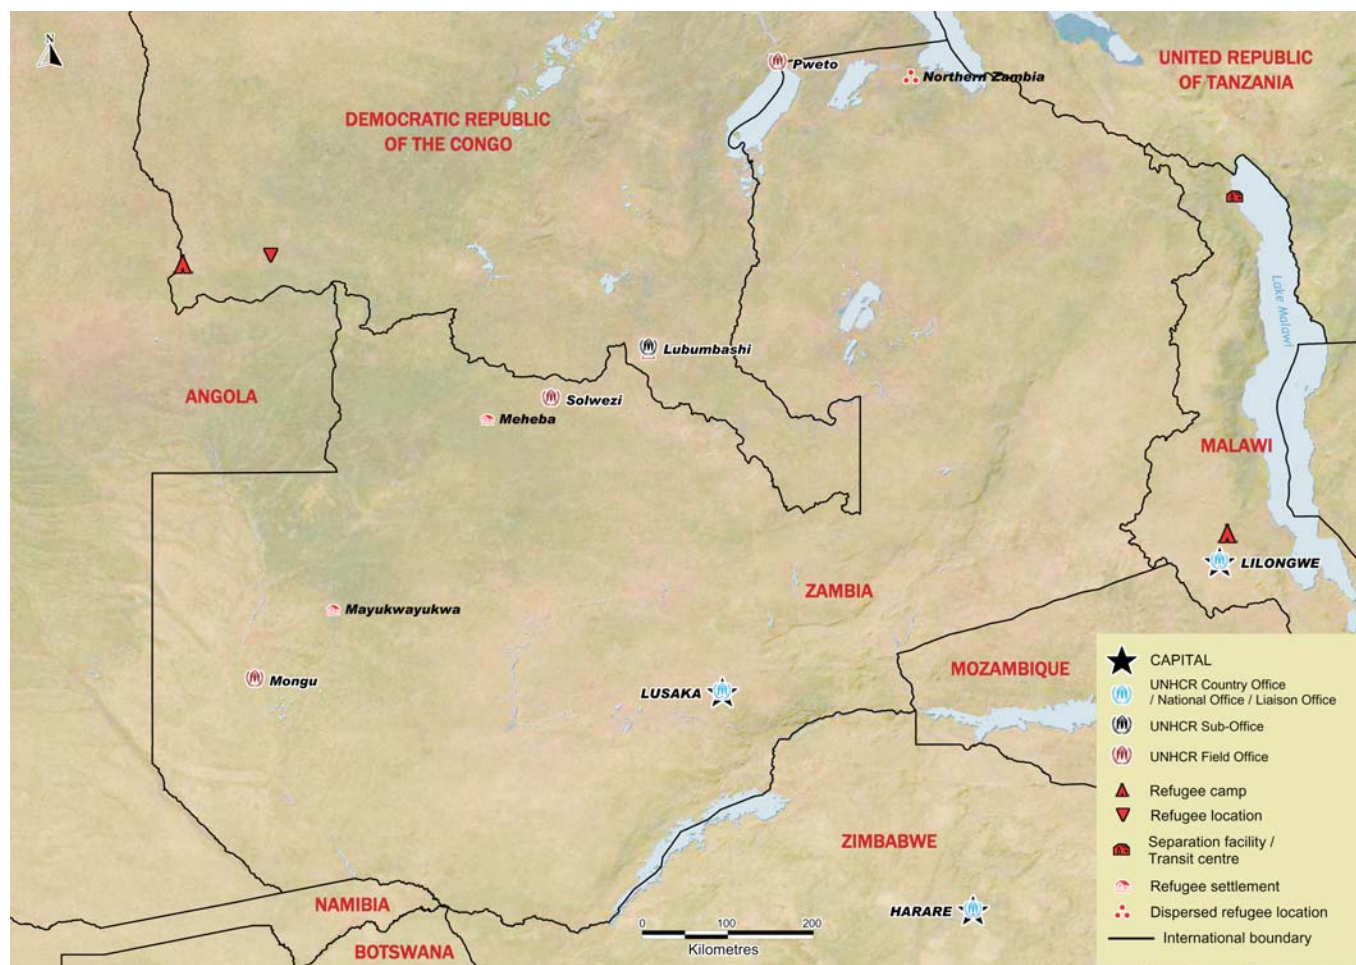 N
Pweto
Northern Zambia
UNITED REPUBLIC
OF TANZANIA
DEMOCRATIC REPUBLIC
OF THE CONGO
Lake Malawi
Lubumbashi
ANGOLA
Solwezi
Meheba
MALAWI
LILONGWE
ZAMBIA
Mayukwayukwa
Mongu
LUSAKA
MOZAMBIQUE
ZIMBABWE
NAMIBIA
HARARE
BOTSWANA
0 100 200
Kilometres
CAPITAL
UNHCR Country Office
/ National Office / Liaison Office
UNHCR Sub-Office
UNHCR Field Office
Refugee camp
Refugee location
Separation facility /
Transit centre
Refugee settlement
Dispersed refugee location
International boundary